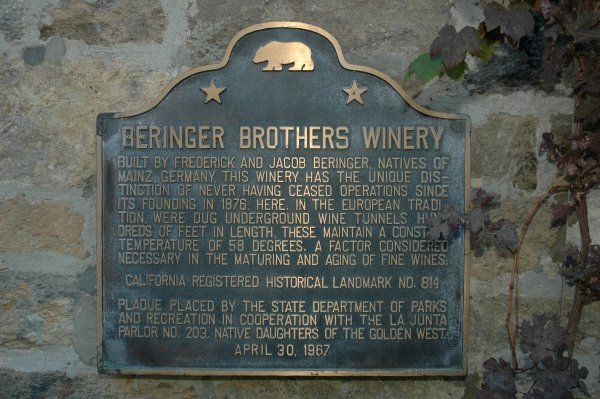 BERINGER BROTHERS WINERY
BUILT BY FREDERICK AND JACOB BERINGER, NATIVES OF
MAINZ, GERMANY, THIS WINERY HAS THE UNIQUE DIS-
TINCTION OF NEVER HAVING CEASED OPERATIONS SINCE
ITS FOUNDING IN 1876. HERE, IN THE EUROPEAN TRADI-
TION, WERE DUG UNDERGROUND WINE TUNNELS HUN
DREDS OF FEET IN LENGTH. THESE MAINTAIN A CONST
TEMPERATURE OF 58 DEGREES, A FACTOR CONSIDERED
NECESSARY IN THE MATURING AND AGING OF FINE WINES.
CALIFORNIA REGISTERED HISTORICAL LANDMARK NO. 814
PLAQUE PLACED BY THE STATE DEPARTMENT OF PARKS
AND RECREATION IN COOPERATION WITH THE LA JUNTA
PARLOR NO. 203, NATIVE DAUGHTERS OF THE GOLDEN WEST.
APRIL 30, 1967